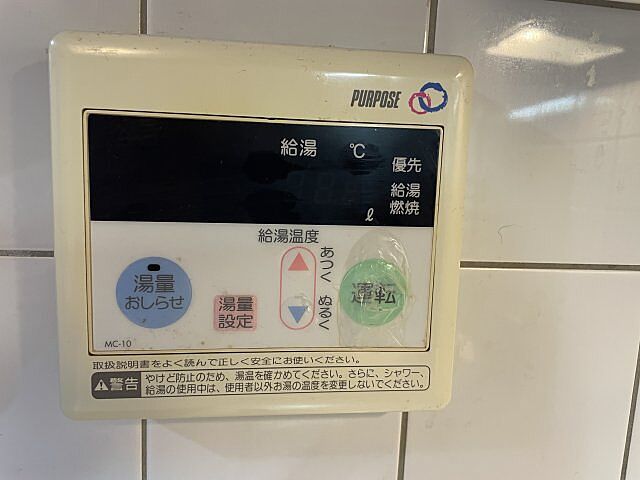 PURPOSE
給湯 ℃
優先
給湯
燃焼
ℓ
給湯温度
湯量
おしらせ
湯量
設定
あつく
ぬるく
運転
MC-10
取扱説明書をよく読んで正しく安全にお使いください。
警告
やけど防止のため、湯温を確かめてください。さらに、シャワー、
給湯の使用中は、使用者以外お湯の温度を変更しないでください。